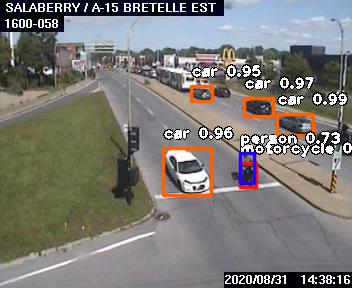 SALABERRY / A-15 BRETELLE EST
1600-058
car 0.95
car 0.97
car 0.99
car 0.96
person 0.73
motorcycle 0
2020/08/31 14:38:16